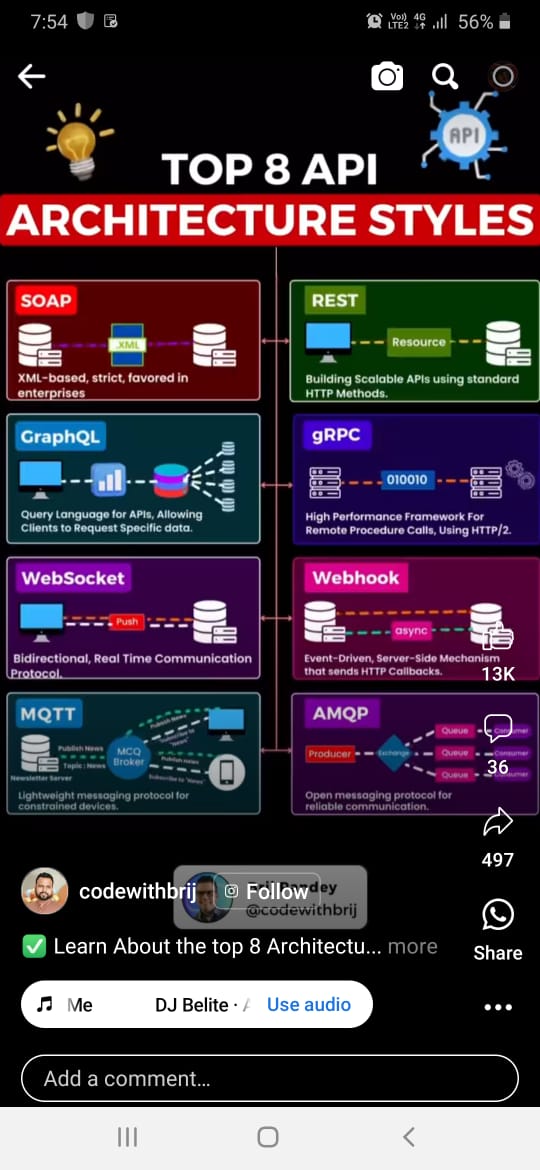 7:54
Vo)) 4G
LTE2
56%
API
TOP 8 API
ARCHITECTURE STYLES
SOAP
.XML
XML-based, strict, favored in
enterprises
REST
Resource
Building Scalable APIs using standard
HTTP Methods.
GraphQL
Query Language for APIs, Allowing
Clients to Request Specific data.
gRPC
010010
High Performance Framework For
Remote Procedure Calls, Using HTTP/2.
WebSocket
Push
Bidirectional, Real Time Communication
Protocol.
Webhook
async
Event-Driven, Server-Side Mechanism
that sends HTTP Callbacks.
13K
MQTT
Publish News
Subscribe to
"News"
Publish News
Topic : News
MCQ
Broker
Publish news
Subscribe to "News"
Newsletter Server
Lightweight messaging protocol for
constrained devices.
AMQP
Producer
Exchange
Queue
Consumer
Queue
Consumer
Queue
Consumer
Open messaging protocol for
reliable communication.
36
497
codewithbrij
Follow
@codewithbrij
Learn About the top 8 Architectu... more
Share
Me
DJ Belite ·
Use audio
Add a comment...